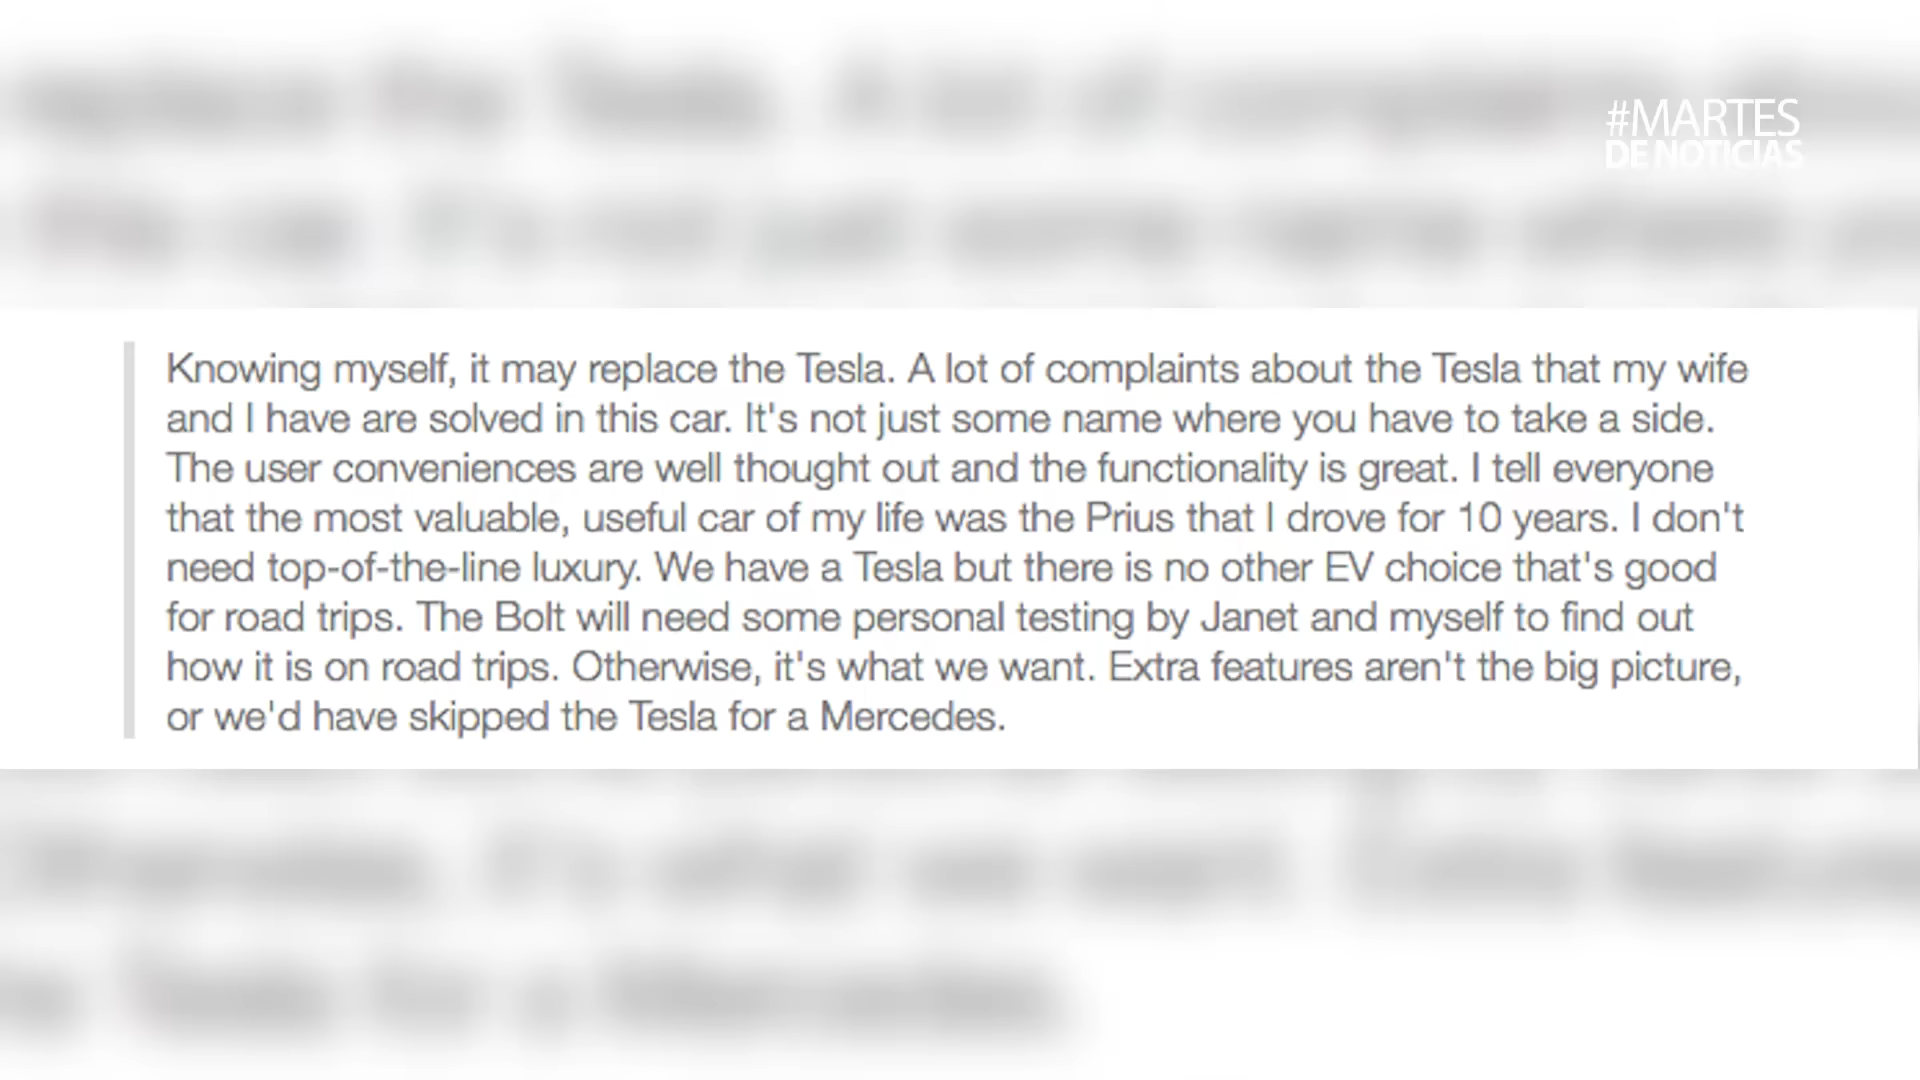 #MARTES
DE NOTICIAS
Knowing myself, it may replace the Tesla. A lot of complaints about the Tesla that my wife
and I have are solved in this car. It's not just some name where you have to take a side.
The user conveniences are well thought out and the functionality is great. I tell everyone
that the most valuable, useful car of my life was the Prius that I drove for 10 years. I don't
need top-of-the-line luxury. We have a Tesla but there is no other EV choice that's good
for road trips. The Bolt will need some personal testing by Janet and myself to find out
how it is on road trips. Otherwise, it's what we want. Extra features aren't the big picture,
or we'd have skipped the Tesla for a Mercedes.